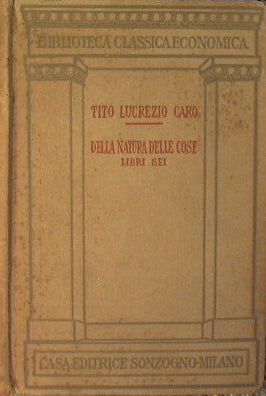 BIBLIOTECA CLASSICA ECONOMICA.
TITO LUCREZIO CARO
DELLA NATURA DELLE COSE
LIBRI SEI
CASA EDITRICE SONZOGNO-MILANO